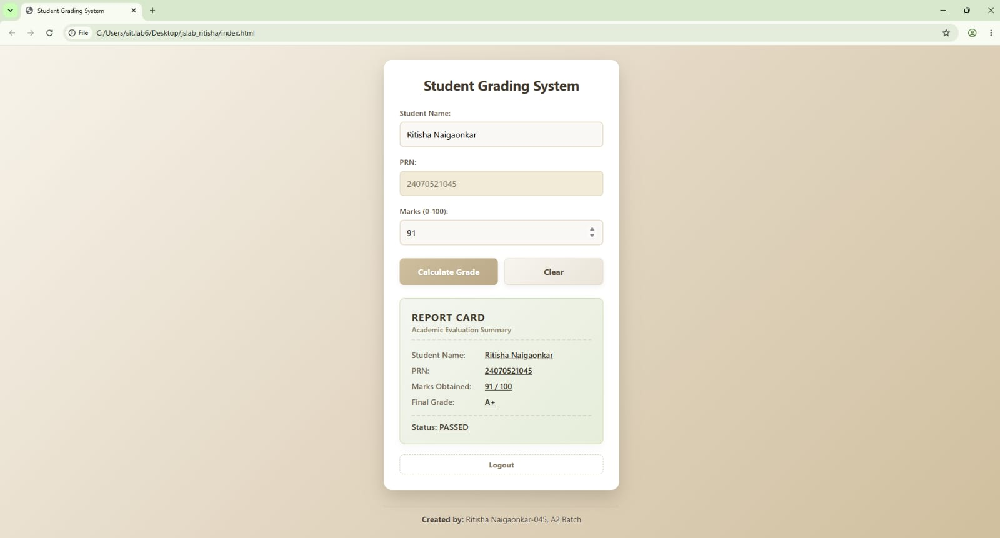 Student Grading System
File C:/Users/sit.lab6/Desktop/jslab_ritisha/index.html
Student Grading System
Student Name:
Ritisha Naigaonkar
PRN:
24070521045
Marks (0-100):
91
Calculate Grade Clear
REPORT CARD
Academic Evaluation Summary
Student Name: Ritisha Naigaonkar
PRN: 24070521045
Marks Obtained: 91 / 100
Final Grade: A+
Status: PASSED
Logout
Created by: Ritisha Naigaonkar-045, A2 Batch